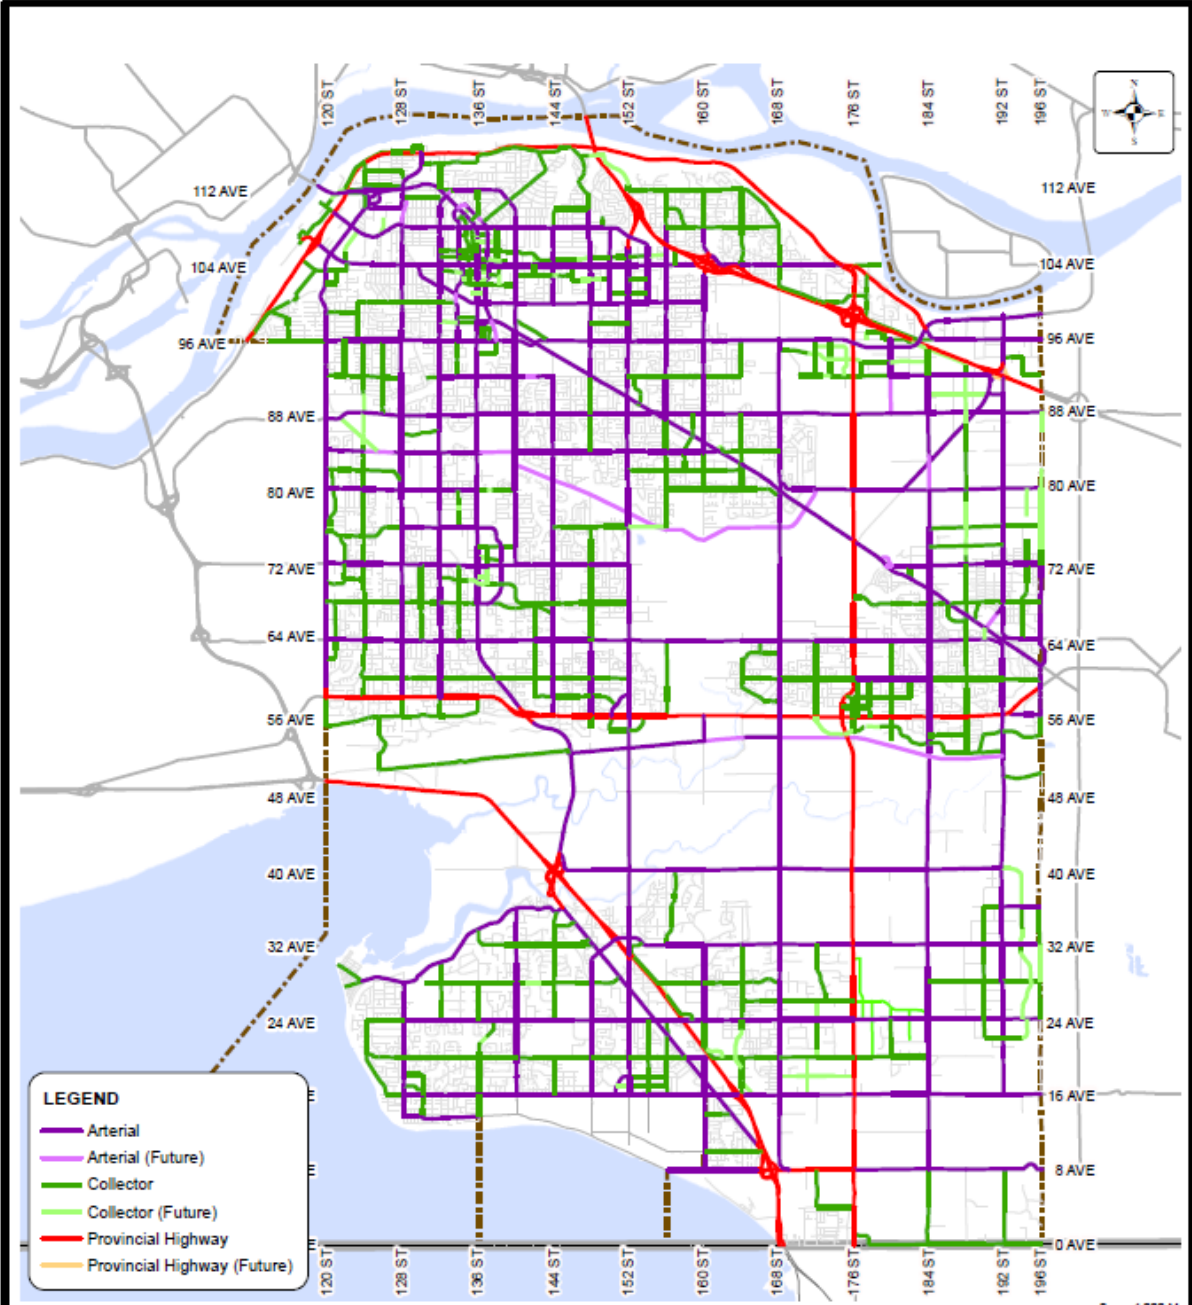 120 ST
128 ST
136 ST
144 ST
152 ST
160 ST
168 ST
176 ST
184 ST
192 ST
196 ST
N
W E
S
112 AVE
112 AVE
104 AVE
104 AVE
96 AVE
96 AVE
88 AVE
88 AVE
80 AVE
80 AVE
72 AVE
72 AVE
64 AVE
64 AVE
56 AVE
56 AVE
48 AVE
48 AVE
40 AVE
40 AVE
32 AVE
32 AVE
24 AVE
24 AVE
16 AVE
8 AVE
0 AVE
LEGEND
Arterial
Arterial (Future)
Collector
Collector (Future)
Provincial Highway
Provincial Highway (Future)
120 ST
128 ST
136 ST
144 ST
152 ST
160 ST
168 ST
176 ST
184 ST
192 ST
196 ST